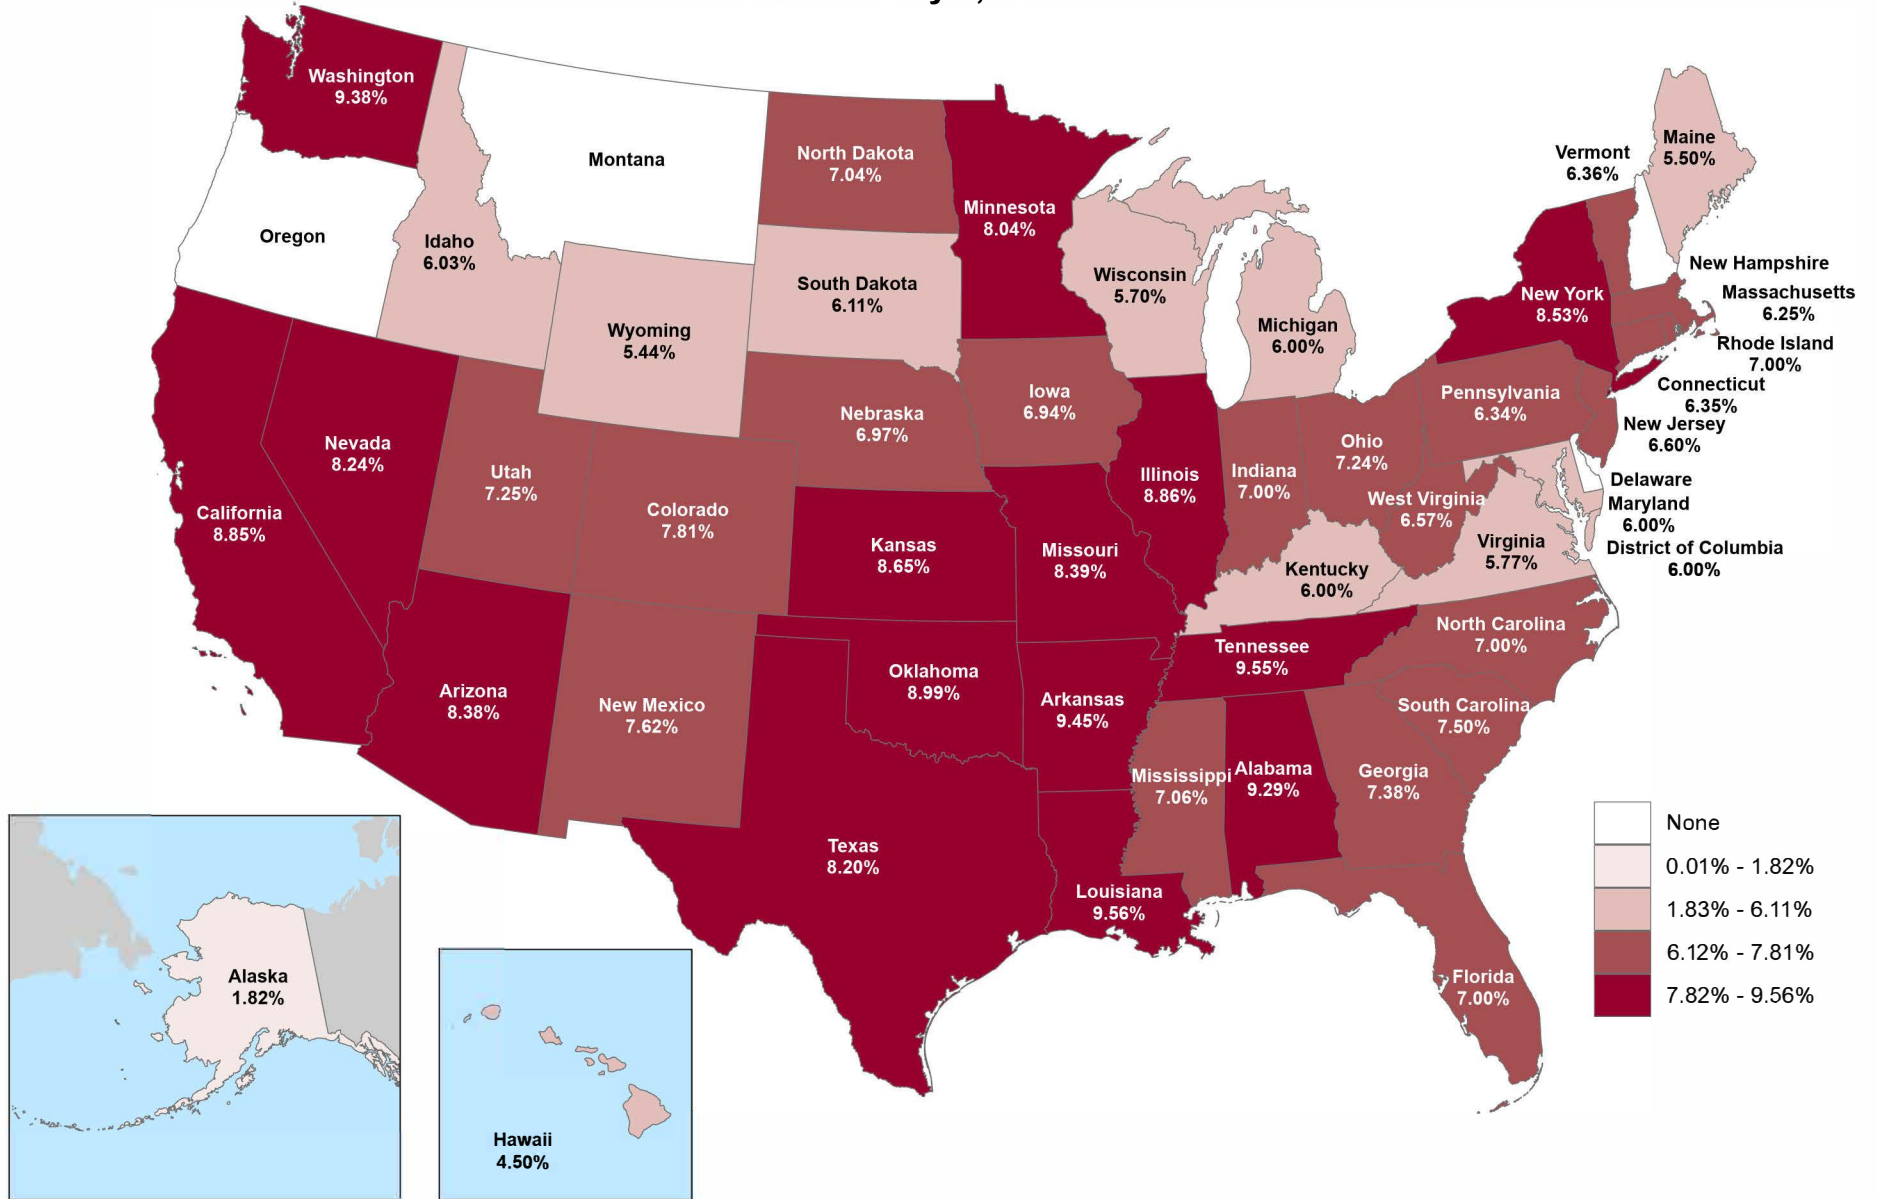 Washington
9.38%
Montana
North Dakota
7.04%
Minnesota
8.04%
Vermont
6.36%
Maine
5.50%
Oregon
Idaho
6.03%
Wyoming
5.44%
South Dakota
6.11%
Wisconsin
5.70%
Michigan
6.00%
New York
8.53%
New Hampshire
Massachusetts
6.25%
Rhode Island
7.00%
Connecticut
6.35%
New Jersey
6.60%
Delaware
Maryland
6.00%
District of Columbia
6.00%
Pennsylvania
6.34%
Nevada
8.24%
California
8.85%
Utah
7.25%
Colorado
7.81%
Nebraska
6.97%
Iowa
6.94%
Illinois
8.86%
Indiana
7.00%
Ohio
7.24%
West Virginia
6.57%
Virginia
5.77%
Kentucky
6.00%
Kansas
8.65%
Missouri
8.39%
North Carolina
7.00%
Tennessee
9.55%
Arizona
8.38%
New Mexico
7.62%
Oklahoma
8.99%
Arkansas
9.45%
South Carolina
7.50%
Mississippi
7.06%
Alabama
9.29%
Georgia
7.38%
Texas
8.20%
Louisiana
9.56%
Florida
7.00%
Alaska
1.82%
Hawaii
4.50%
None
0.01% - 1.82%
1.83% - 6.11%
6.12% - 7.81%
7.82% - 9.56%